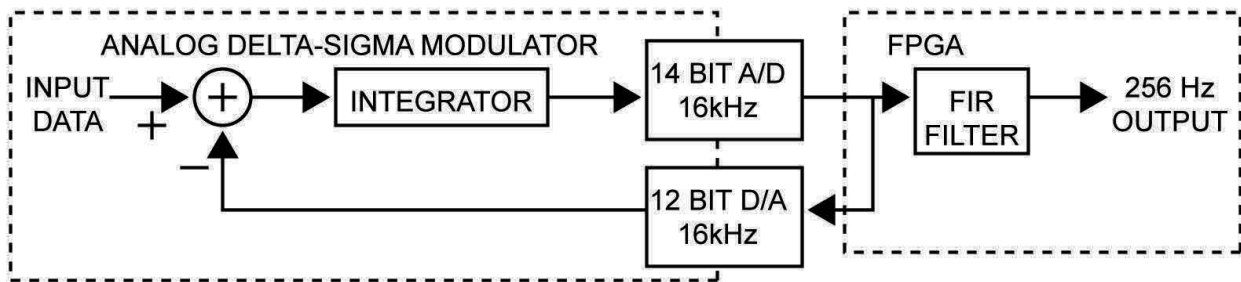 ANALOG DELTA-SIGMA MODULATOR
INPUT
DATA
+
+
−
INTEGRATOR
14 BIT A/D
16kHz
12 BIT D/A
16kHz
FPGA
FIR
FILTER
256 Hz
OUTPUT